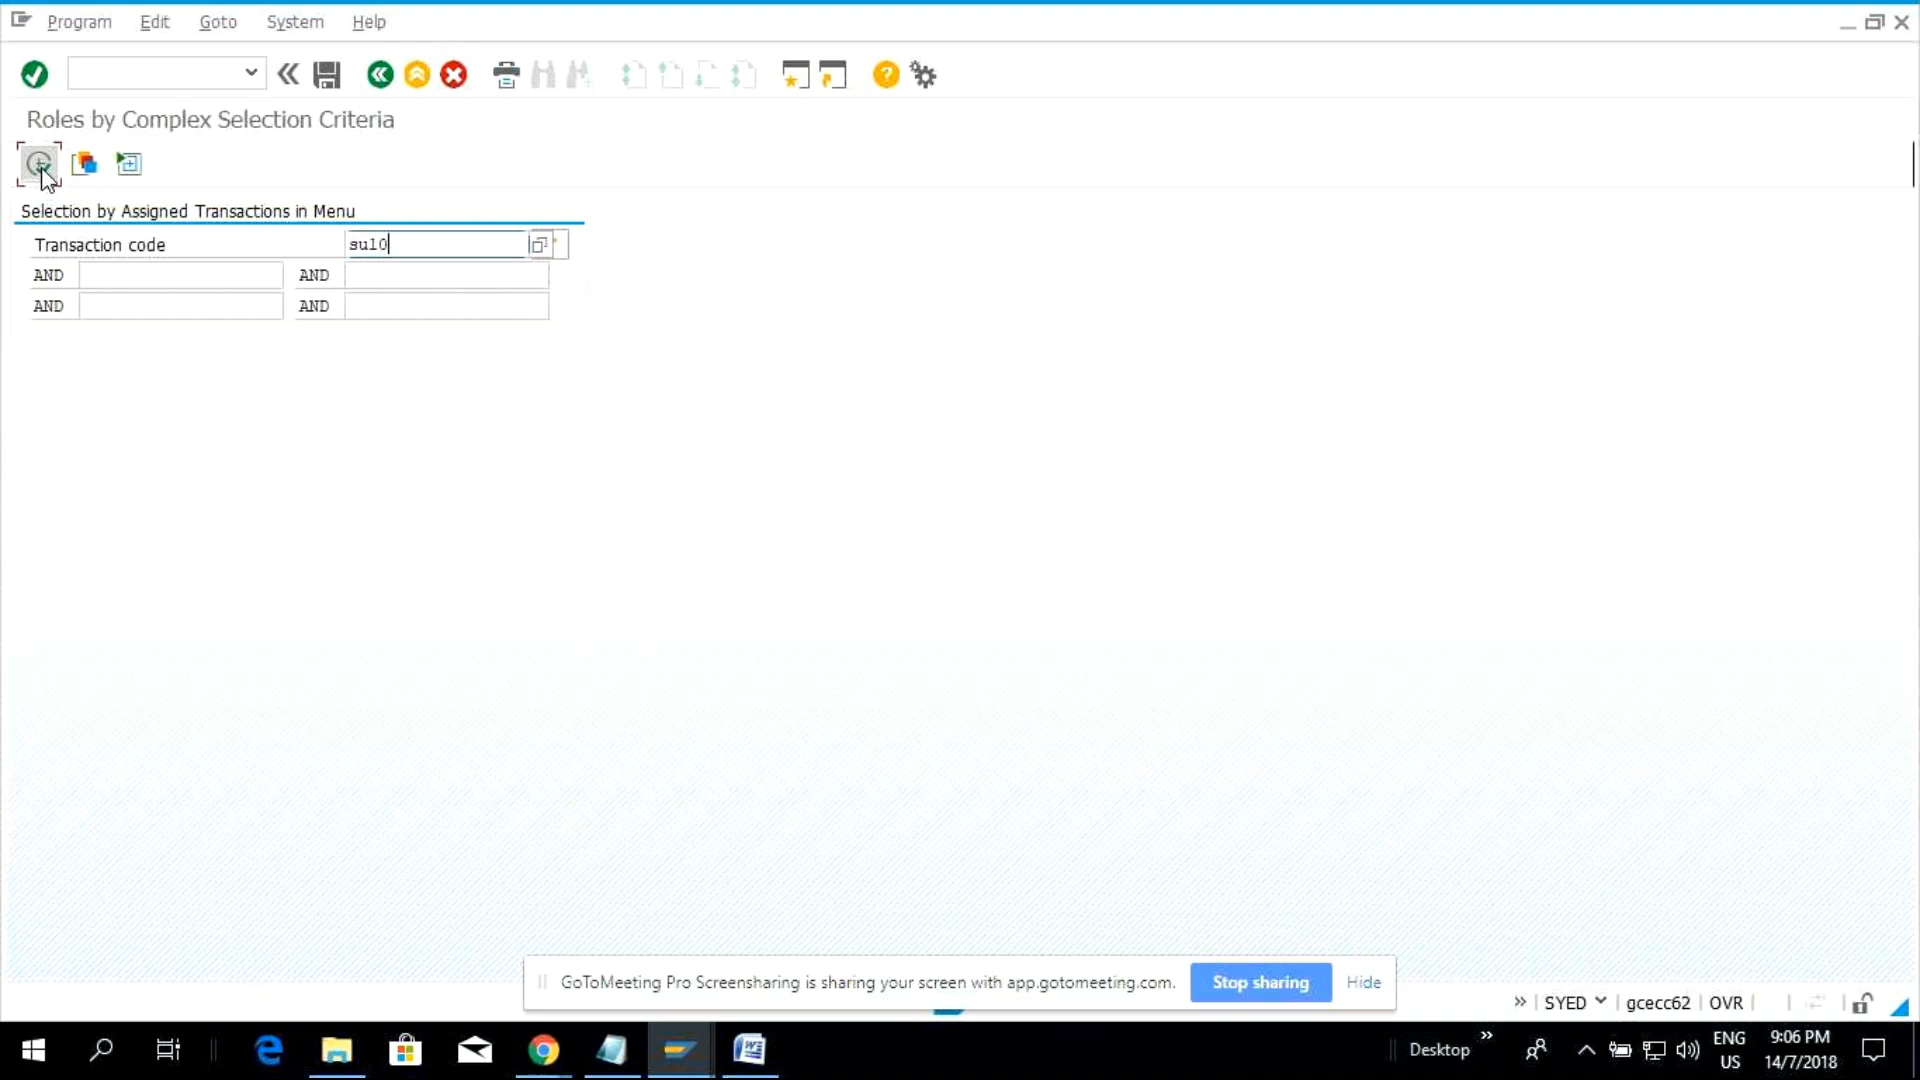 Program Edit Goto System Help
Roles by Complex Selection Criteria
Selection by Assigned Transactions in Menu
Transaction code su10
AND AND
AND AND
GoToMeeting Pro Screensharing is sharing your screen with app.gotomeeting.com. Stop sharing Hide
SYED gcecc62 OVR
Desktop ENG US 9:06 PM 14/7/2018